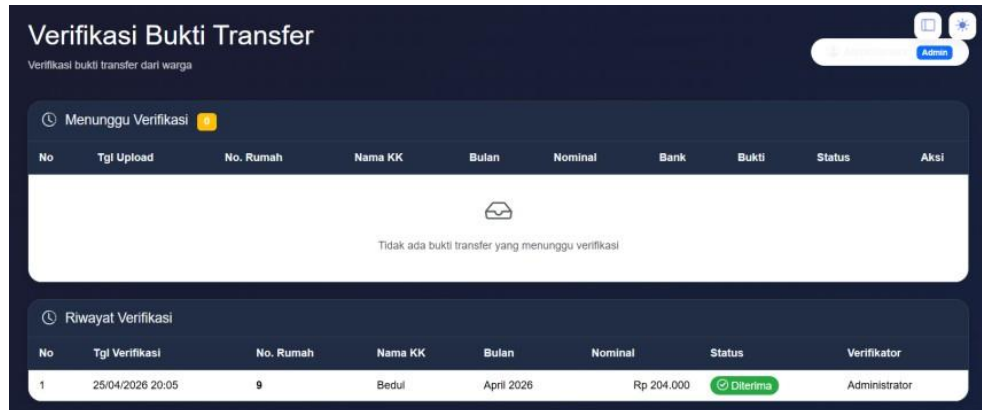 Verifikasi Bukti Transfer
Verifikasi bukti transfer dari warga
Admin
Menunggu Verifikasi 0
No Tgl Upload No. Rumah Nama KK Bulan Nominal Bank Bukti Status Aksi
Tidak ada bukti transfer yang menunggu verifikasi
Riwayat Verifikasi
No Tgl Verifikasi No. Rumah Nama KK Bulan Nominal Status Verifikator
1 25/04/2026 20:05 9 Bedul April 2026 Rp 204.000 Diterima Administrator